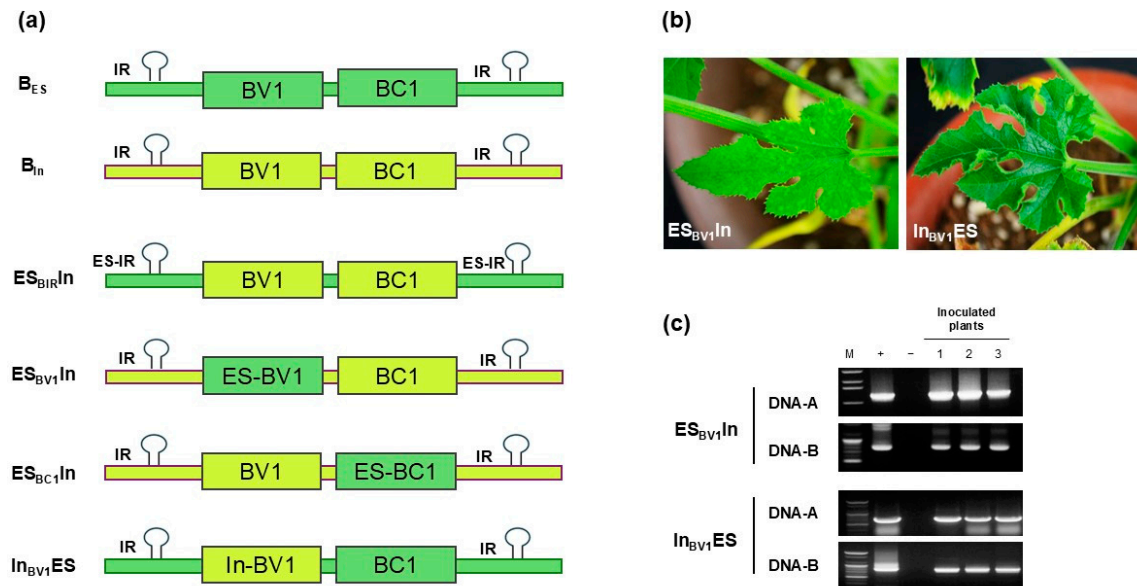 (a)
IR
IR
B_ES
BV1
BC1
IR
IR
B_In
BV1
BC1
ES-IR
ES-IR
ES_BIR In
BV1
BC1
IR
IR
ES_BV1 In
ES-BV1
BC1
IR
IR
ES_BC1 In
BV1
ES-BC1
IR
IR
In_BV1 ES
In-BV1
BC1
(b)
ES_BV1 In
In_BV1 ES
(c)
Inoculated
plants
M + − 1 2 3
ES_BV1 In
DNA-A
DNA-B
In_BV1 ES
DNA-A
DNA-B